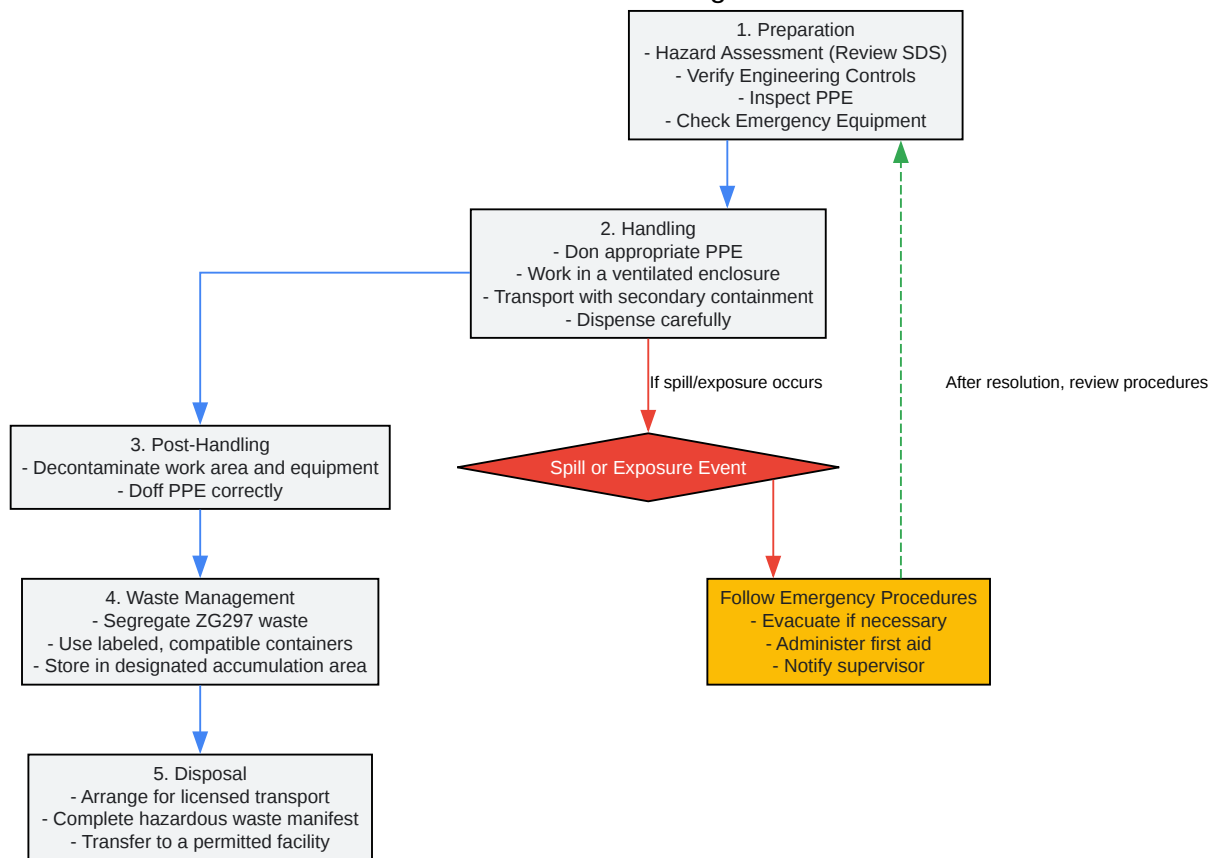 1. Preparation
- Hazard Assessment (Review SDS)
- Verify Engineering Controls
- Inspect PPE
- Check Emergency Equipment
2. Handling
- Don appropriate PPE
- Work in a ventilated enclosure
- Transport with secondary containment
- Dispense carefully
If spill/exposure occurs
After resolution, review procedures
3. Post-Handling
- Decontaminate work area and equipment
- Doff PPE correctly
Spill or Exposure Event
4. Waste Management
- Segregate ZG297 waste
- Use labeled, compatible containers
- Store in designated accumulation area
Follow Emergency Procedures
- Evacuate if necessary
- Administer first aid
- Notify supervisor
5. Disposal
- Arrange for licensed transport
- Complete hazardous waste manifest
- Transfer to a permitted facility